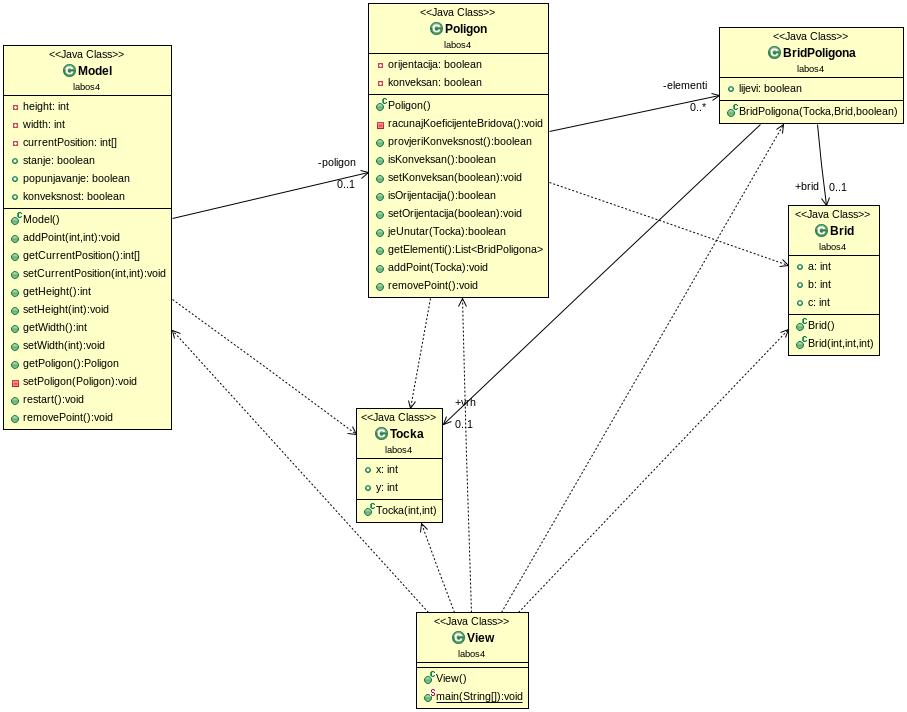 <<Java Class>>
Model
labos4
height: int
width: int
currentPosition: int[]
stanje: boolean
popunjavanje: boolean
konveksnost: boolean
Model()
addPoint(int,int):void
getCurrentPosition():int[]
setCurrentPosition(int,int):void
getHeight():int
setHeight(int):void
getWidth():int
setWidth(int):void
getPoligon():Poligon
setPoligon(Poligon):void
restart():void
removePoint():void
-poligon
0..1
<<Java Class>>
Poligon
labos4
orijentacija: boolean
konveksan: boolean
Poligon()
racunajKoeficijenteBridova():void
provjeriKonveksnost():boolean
isKonveksan():boolean
setKonveksan(boolean):void
isOrijentacija():boolean
setOrijentacija(boolean):void
jeUnutar(Tocka):boolean
getElementi():List<BridPoligona>
addPoint(Tocka):void
removePoint():void
-elementi
0..*
<<Java Class>>
BridPoligona
labos4
lijevi: boolean
BridPoligona(Tocka,Brid,boolean)
+brid
0..1
<<Java Class>>
Brid
labos4
a: int
b: int
c: int
Brid()
Brid(int,int,int)
+vrh
0..1
<<Java Class>>
Tocka
labos4
x: int
y: int
Tocka(int,int)
<<Java Class>>
View
labos4
View()
main(String[]):void